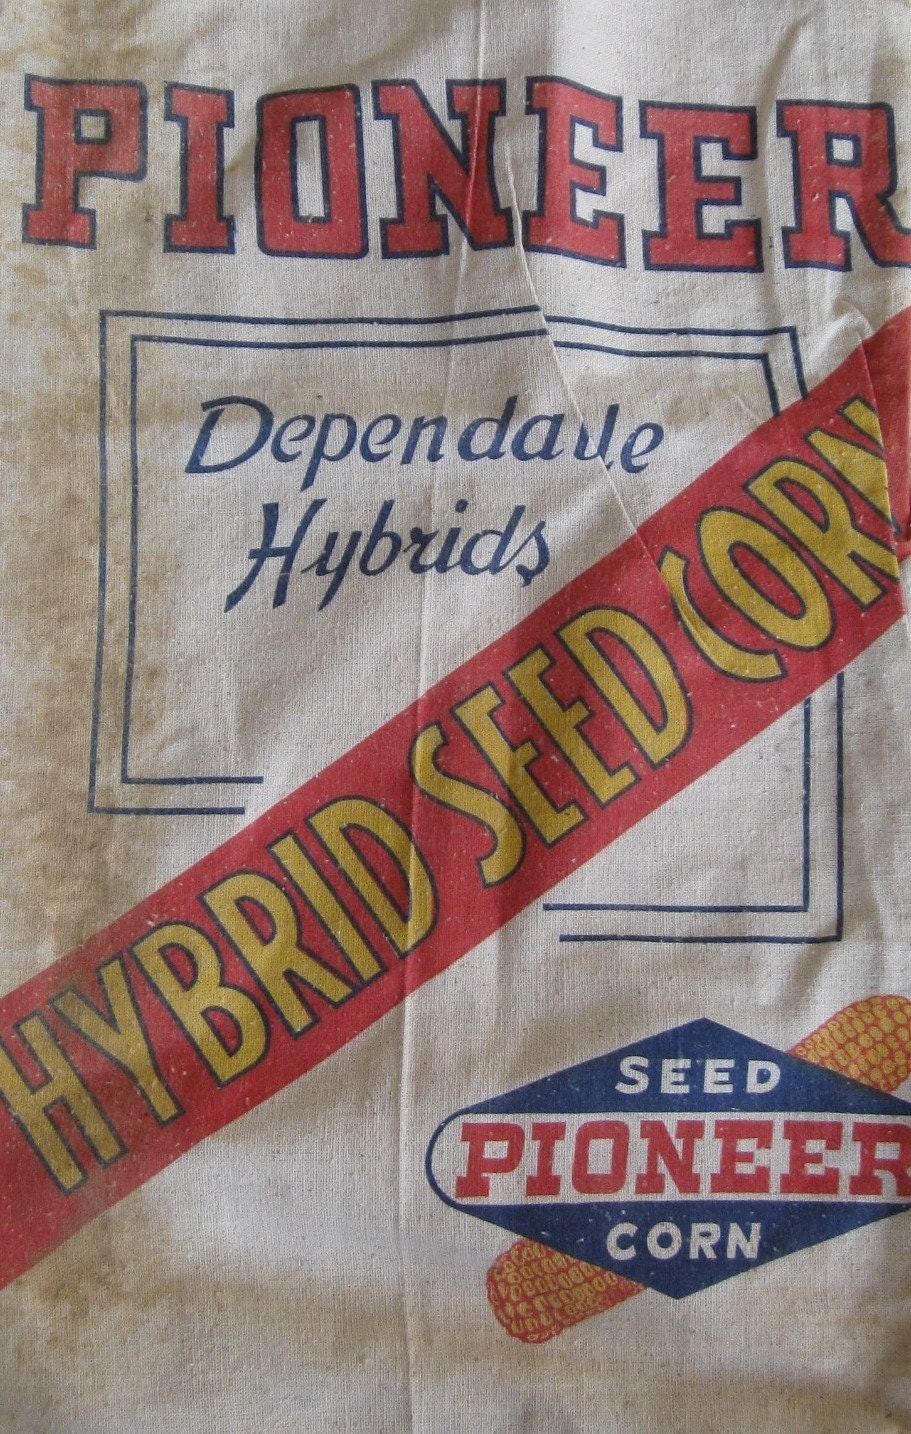 PIONEER
Dependable
Hybrids
HYBRID SEED CORN
SEED
PIONEER
CORN